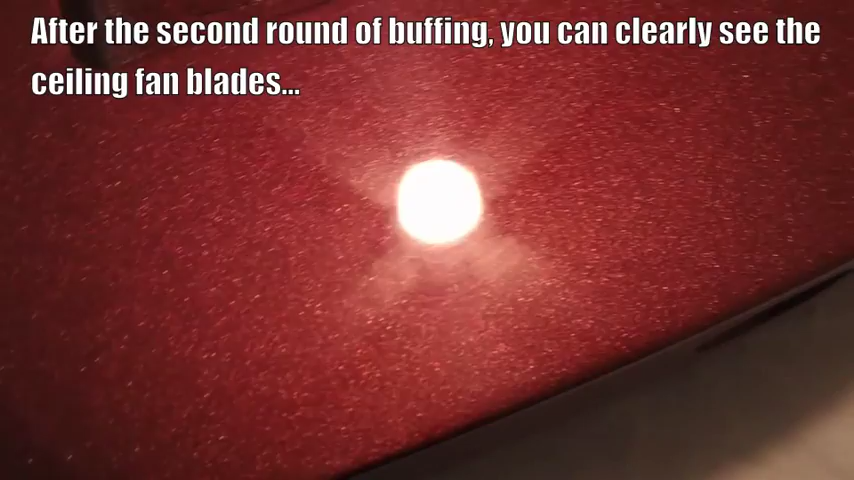 After the second round of buffing, you can clearly see the
ceiling fan blades...